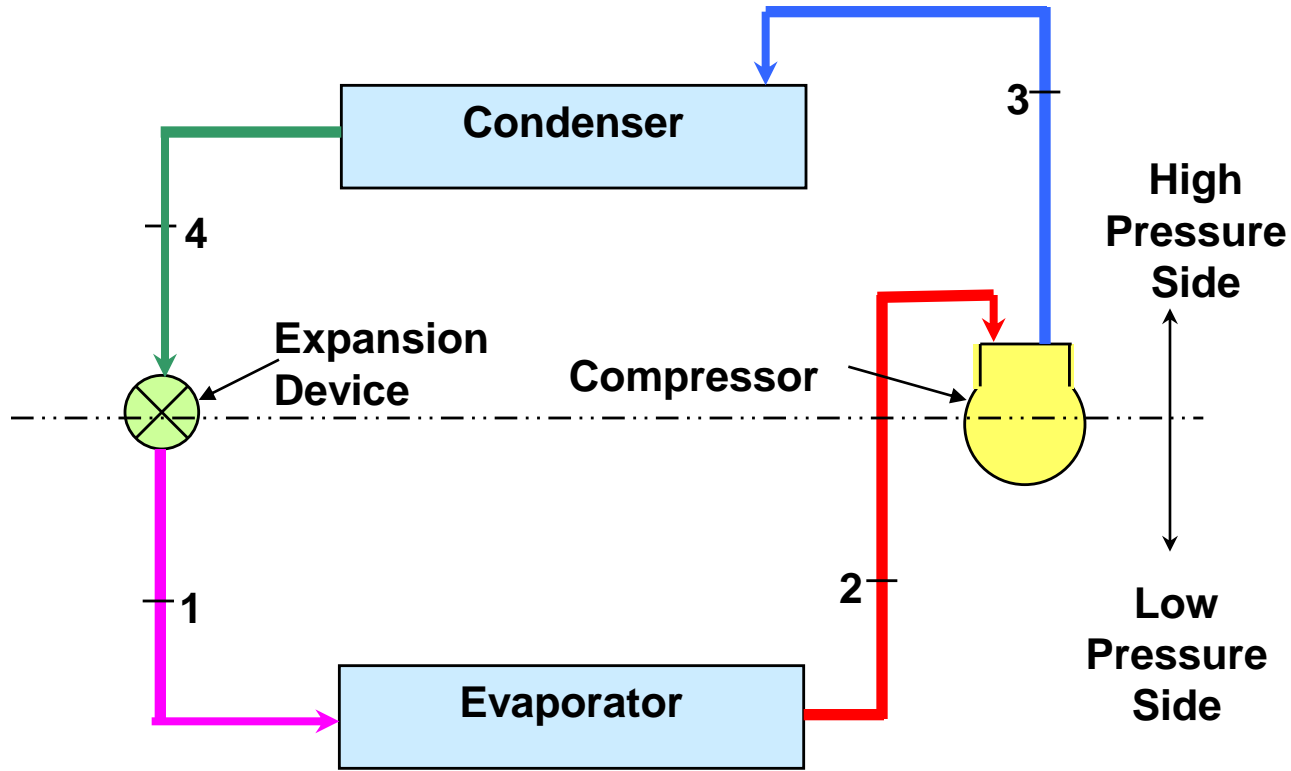 Condenser
3
High
Pressure
Side
4
Expansion
Device
Compressor
1
2
Low
Pressure
Side
Evaporator